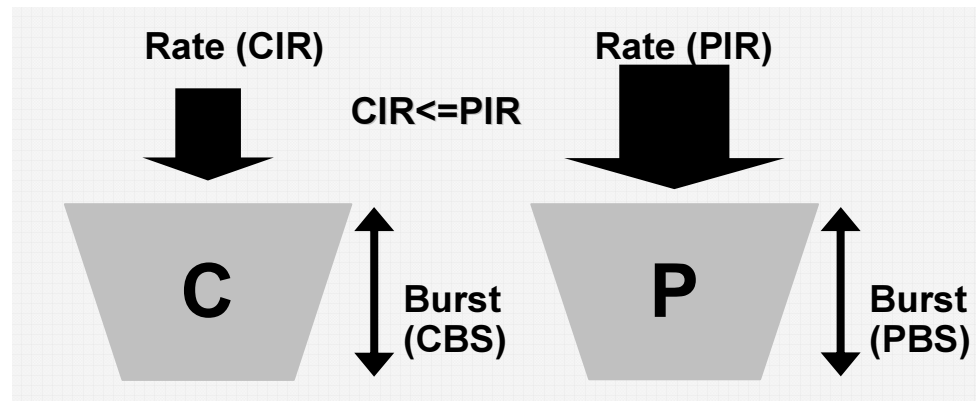 Rate (CIR)
Rate (PIR)
CIR<=PIR
C
Burst
(CBS)
P
Burst
(PBS)